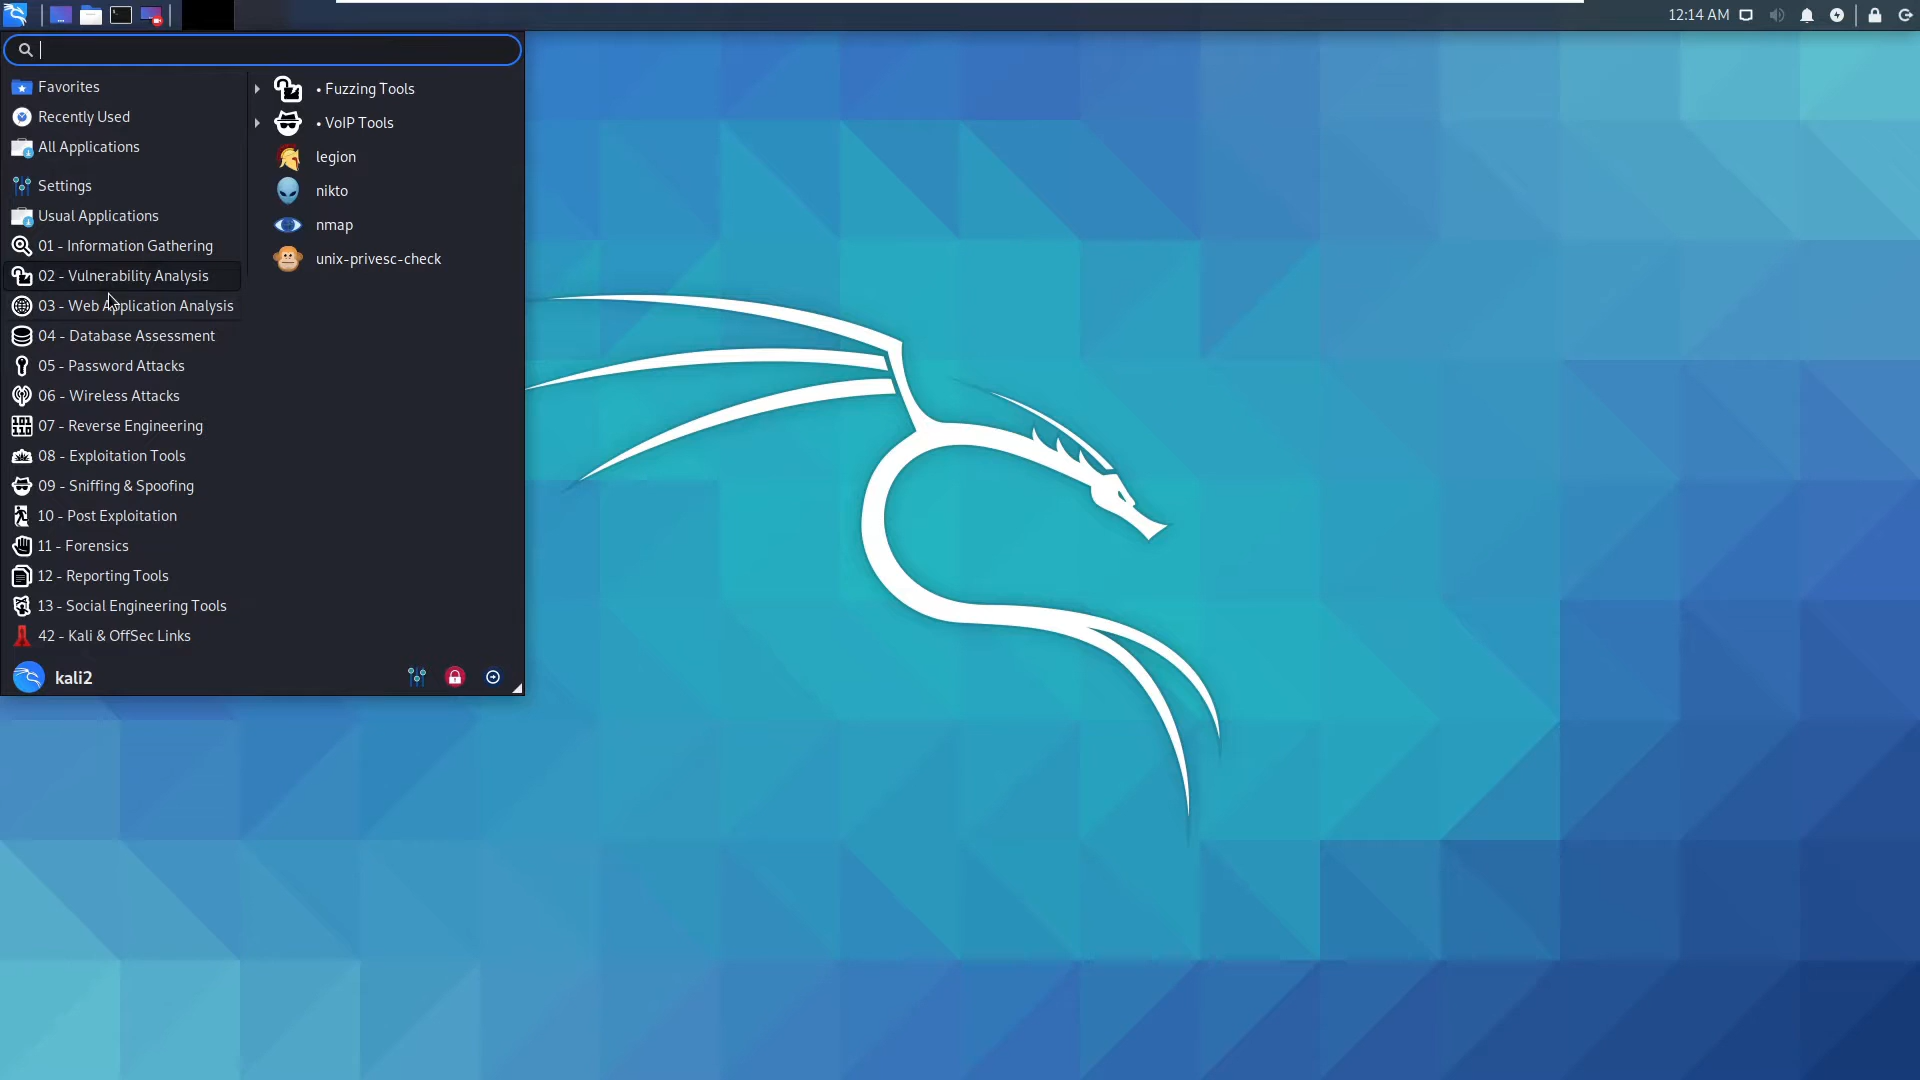 12:14 AM
Favorites
Recently Used
All Applications
Settings
Usual Applications
01 - Information Gathering
02 - Vulnerability Analysis
03 - Web Application Analysis
04 - Database Assessment
05 - Password Attacks
06 - Wireless Attacks
07 - Reverse Engineering
08 - Exploitation Tools
09 - Sniffing & Spoofing
10 - Post Exploitation
11 - Forensics
12 - Reporting Tools
13 - Social Engineering Tools
42 - Kali & OffSec Links
• Fuzzing Tools
• VoIP Tools
legion
nikto
nmap
unix-privesc-check
kali2